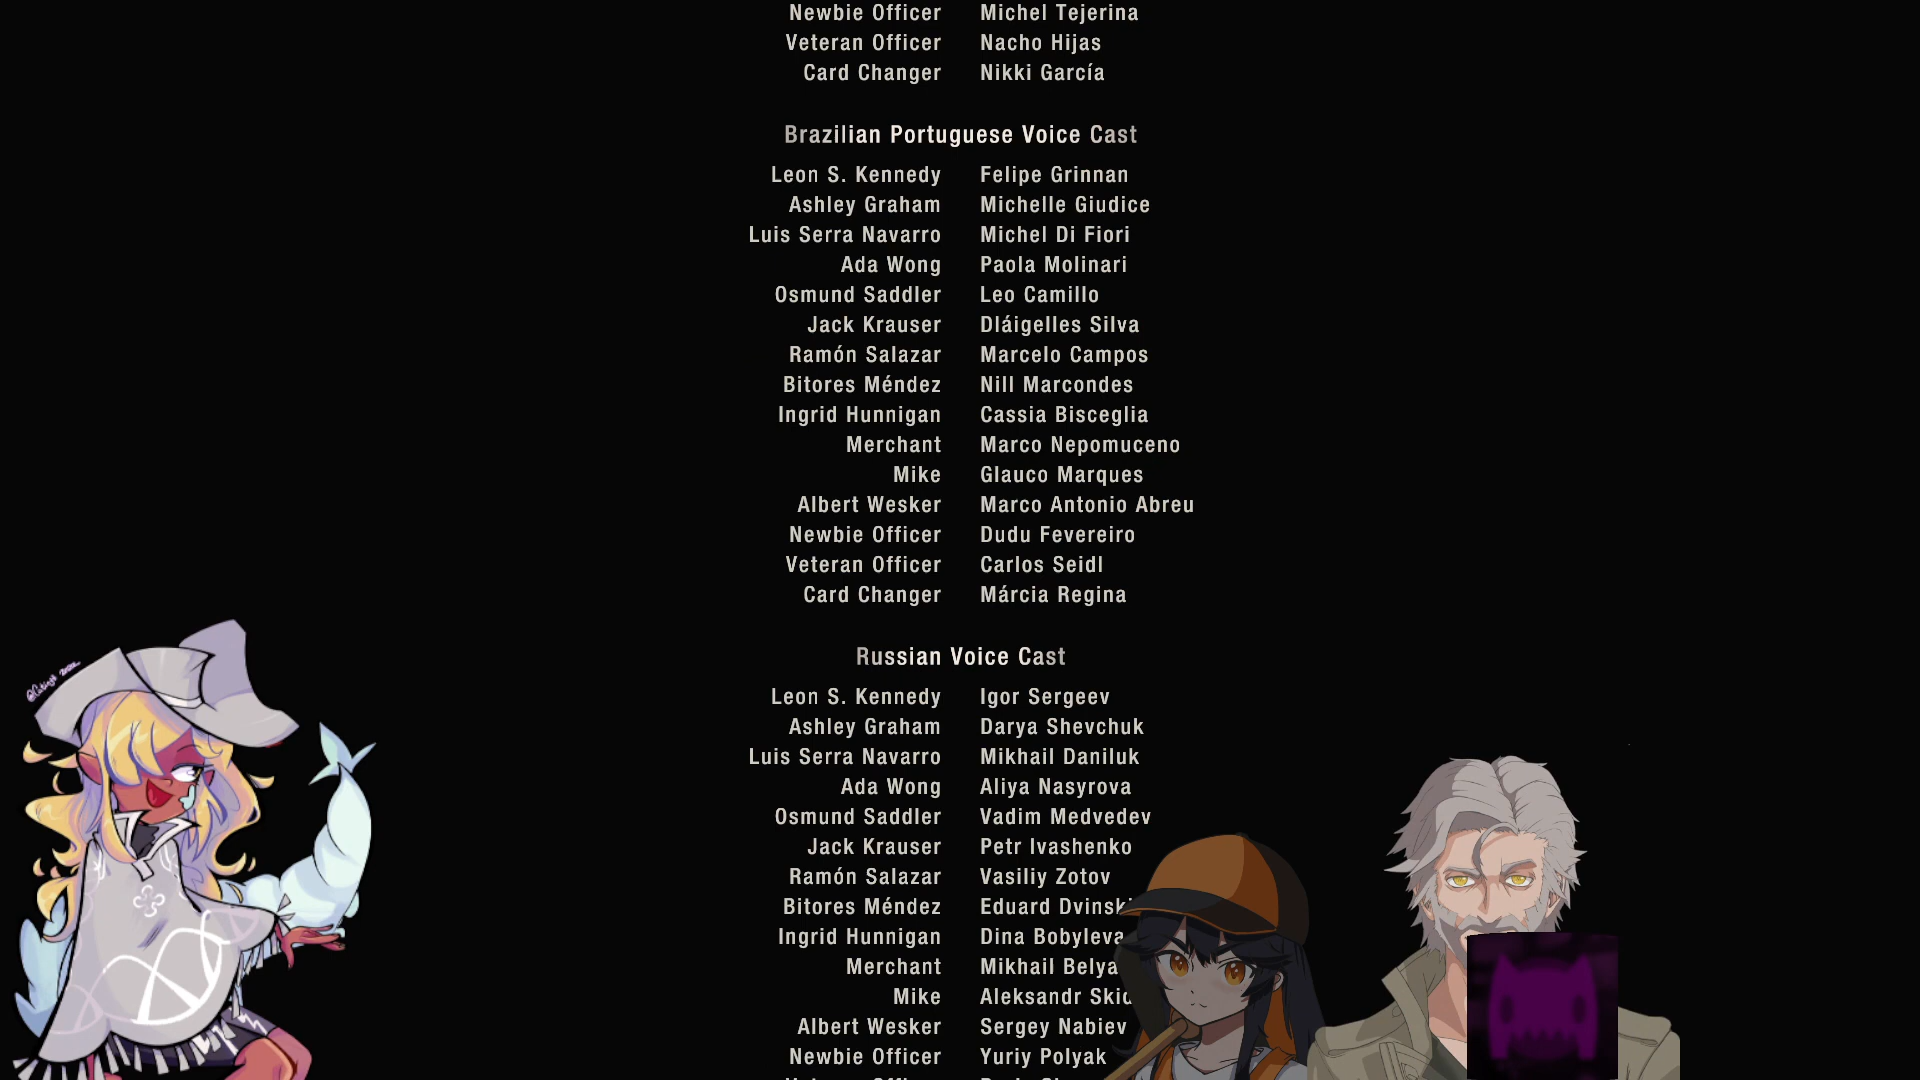 Newbie Officer Michel Tejerina
Veteran Officer Nacho Hijas
Card Changer Nikki García
Brazilian Portuguese Voice Cast
Leon S. Kennedy Felipe Grinnan
Ashley Graham Michelle Giudice
Luis Serra Navarro Michel Di Fiori
Ada Wong Paola Molinari
Osmund Saddler Leo Camillo
Jack Krauser Dláigelles Silva
Ramón Salazar Marcelo Campos
Bitores Méndez Nill Marcondes
Ingrid Hunnigan Cassia Bisceglia
Merchant Marco Nepomuceno
Mike Glauco Marques
Albert Wesker Marco Antonio Abreu
Newbie Officer Dudu Fevereiro
Veteran Officer Carlos Seidl
Card Changer Márcia Regina
Russian Voice Cast
Leon S. Kennedy Igor Sergeev
Ashley Graham Darya Shevchuk
Luis Serra Navarro Mikhail Daniluk
Ada Wong Aliya Nasyrova
Osmund Saddler Vadim Medvedev
Jack Krauser Petr Ivashenko
Ramón Salazar Vasiliy Zotov
Bitores Méndez Eduard
Ingrid Hunnigan Dina Bobyleva
Merchant Mikhail
Mike Aleksandr
Albert Wesker Sergey Nabiev
Newbie Officer Yuriy Polyak